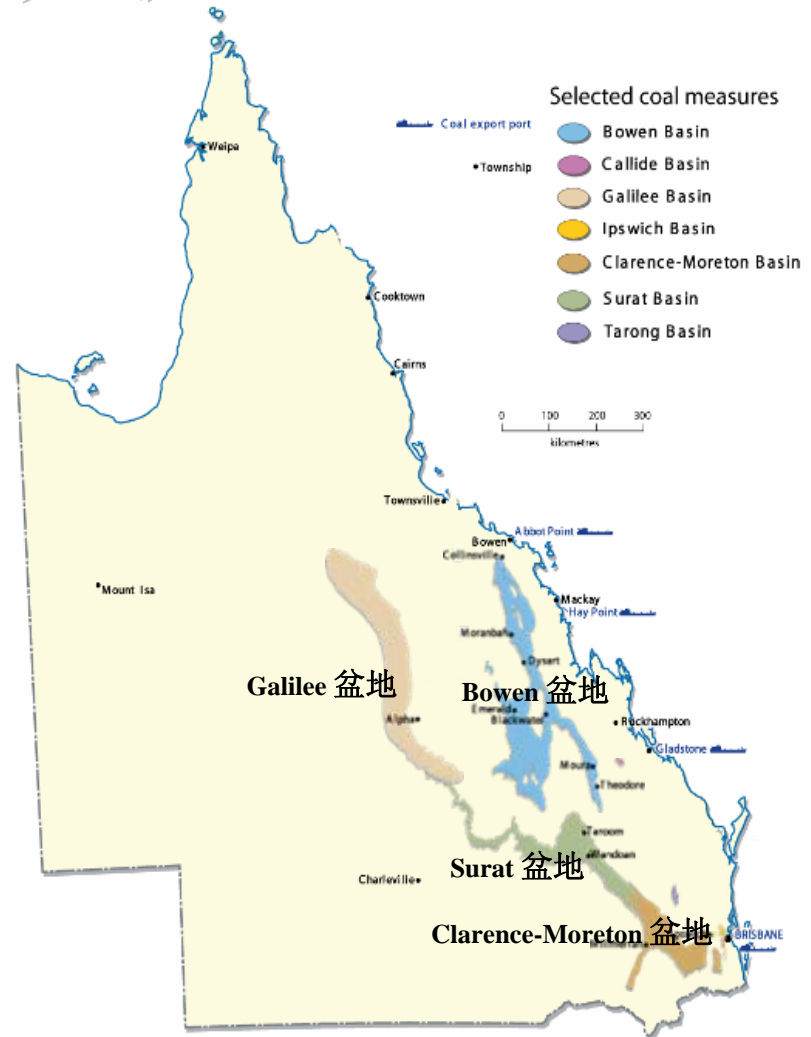 Selected coal measures
Coal export port
Township
Bowen Basin
Callide Basin
Galilee Basin
Ipswich Basin
Clarence-Moreton Basin
Surat Basin
Tarong Basin
0 100 200 300
kilometres
Weipa
Cooktown
Cairns
Townsville
Abbot Point
Bowen
Collinsville
Mount Isa
Mackay
Hay Point
Moranbah
Dysart
Galilee 盆地
Bowen 盆地
Emerald
Blackwater
Alpha
Ruckhampton
Gladstone
Moura
Theodore
Taroom
Wandoan
Surat 盆地
Charleville
Clarence-Moreton 盆地
BRISBANE